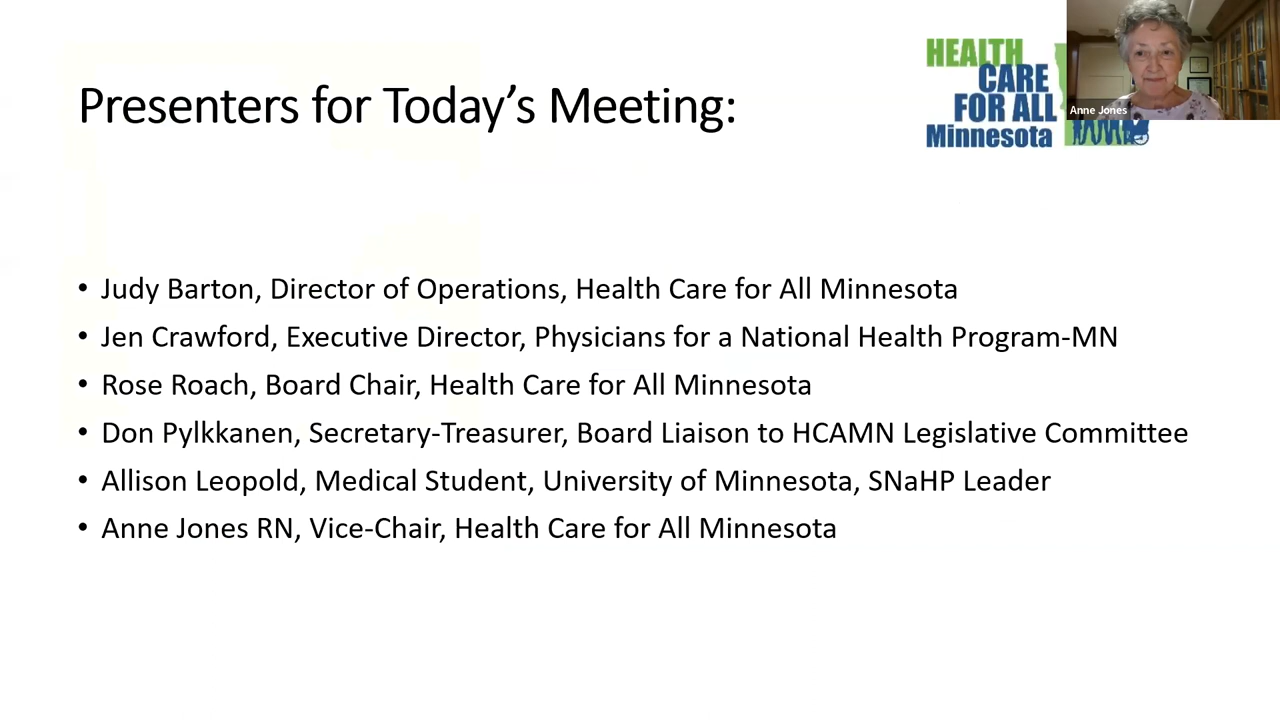 Presenters for Today's Meeting:
HEALTH
CARE
FOR ALL
Minnesota
Anne Jones
• Judy Barton, Director of Operations, Health Care for All Minnesota
• Jen Crawford, Executive Director, Physicians for a National Health Program-MN
• Rose Roach, Board Chair, Health Care for All Minnesota
• Don Pylkkanen, Secretary-Treasurer, Board Liaison to HCAMN Legislative Committee
• Allison Leopold, Medical Student, University of Minnesota, SNaHP Leader
• Anne Jones RN, Vice-Chair, Health Care for All Minnesota